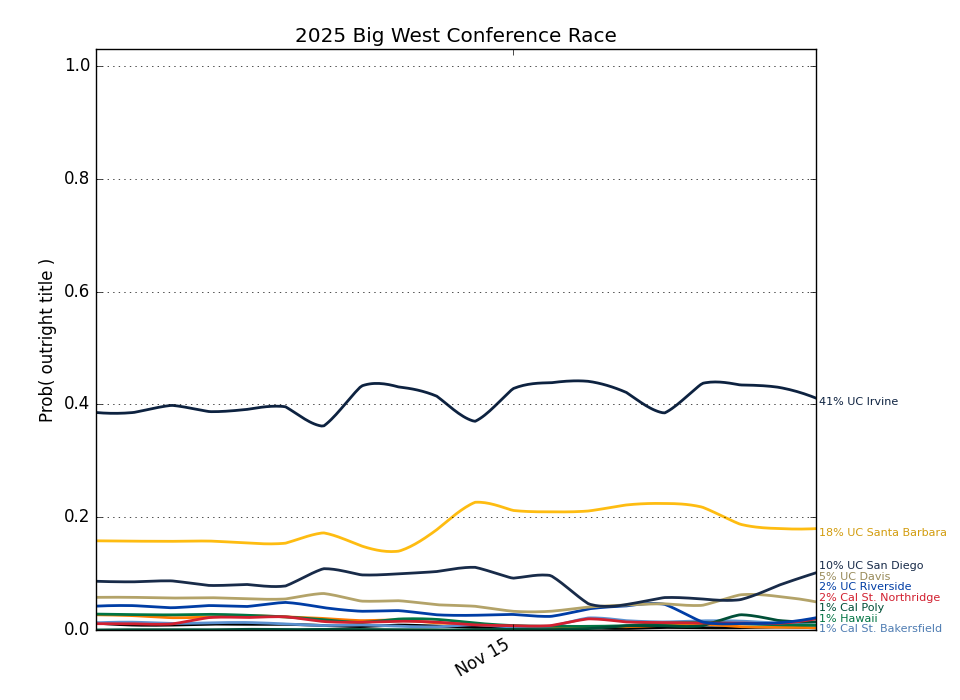 2025 Big West Conference Race
1.0
0.8
0.6
0.4
0.2
0.0
Prob( outright title )
Nov 15
41% UC Irvine
18% UC Santa Barbara
10% UC San Diego
5% UC Davis
2% UC Riverside
2% Cal St. Northridge
1% Cal Poly
1% Hawaii
1% Cal St. Bakersfield